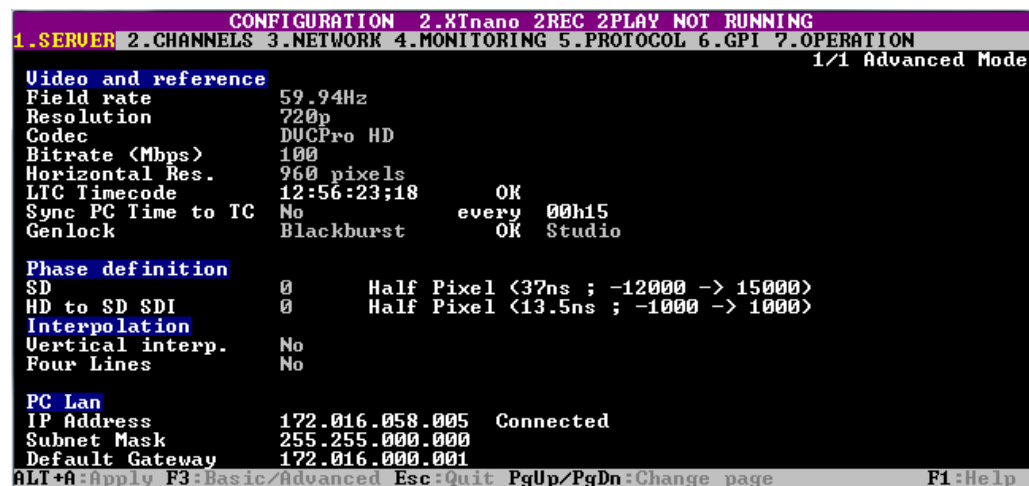 CONFIGURATION 2.XTnano 2REC 2PLAY NOT RUNNING
1.SERVER 2.CHANNELS 3.NETWORK 4.MONITORING 5.PROTOCOL 6.GPI 7.OPERATION
1/1 Advanced Mode
Video and reference
Field rate 59.94Hz
Resolution 720p
Codec DVCPro HD
Bitrate (Mbps) 100
Horizontal Res. 960 pixels
LTC Timecode 12:56:23;18 OK
Sync PC Time to TC No every 00h15
Genlock Blackburst OK Studio
Phase definition
SD 0 Half Pixel (37ns ; -12000 -> 15000)
HD to SD SDI 0 Half Pixel (13.5ns ; -1000 -> 1000)
Interpolation
Vertical interp. No
Four Lines No
PC Lan
IP Address 172.016.058.005 Connected
Subnet Mask 255.255.000.000
Default Gateway 172.016.000.001
ALT+A:Apply F3:Basic/Advanced Esc:Quit PgUp/PgDn:Change page F1:Help